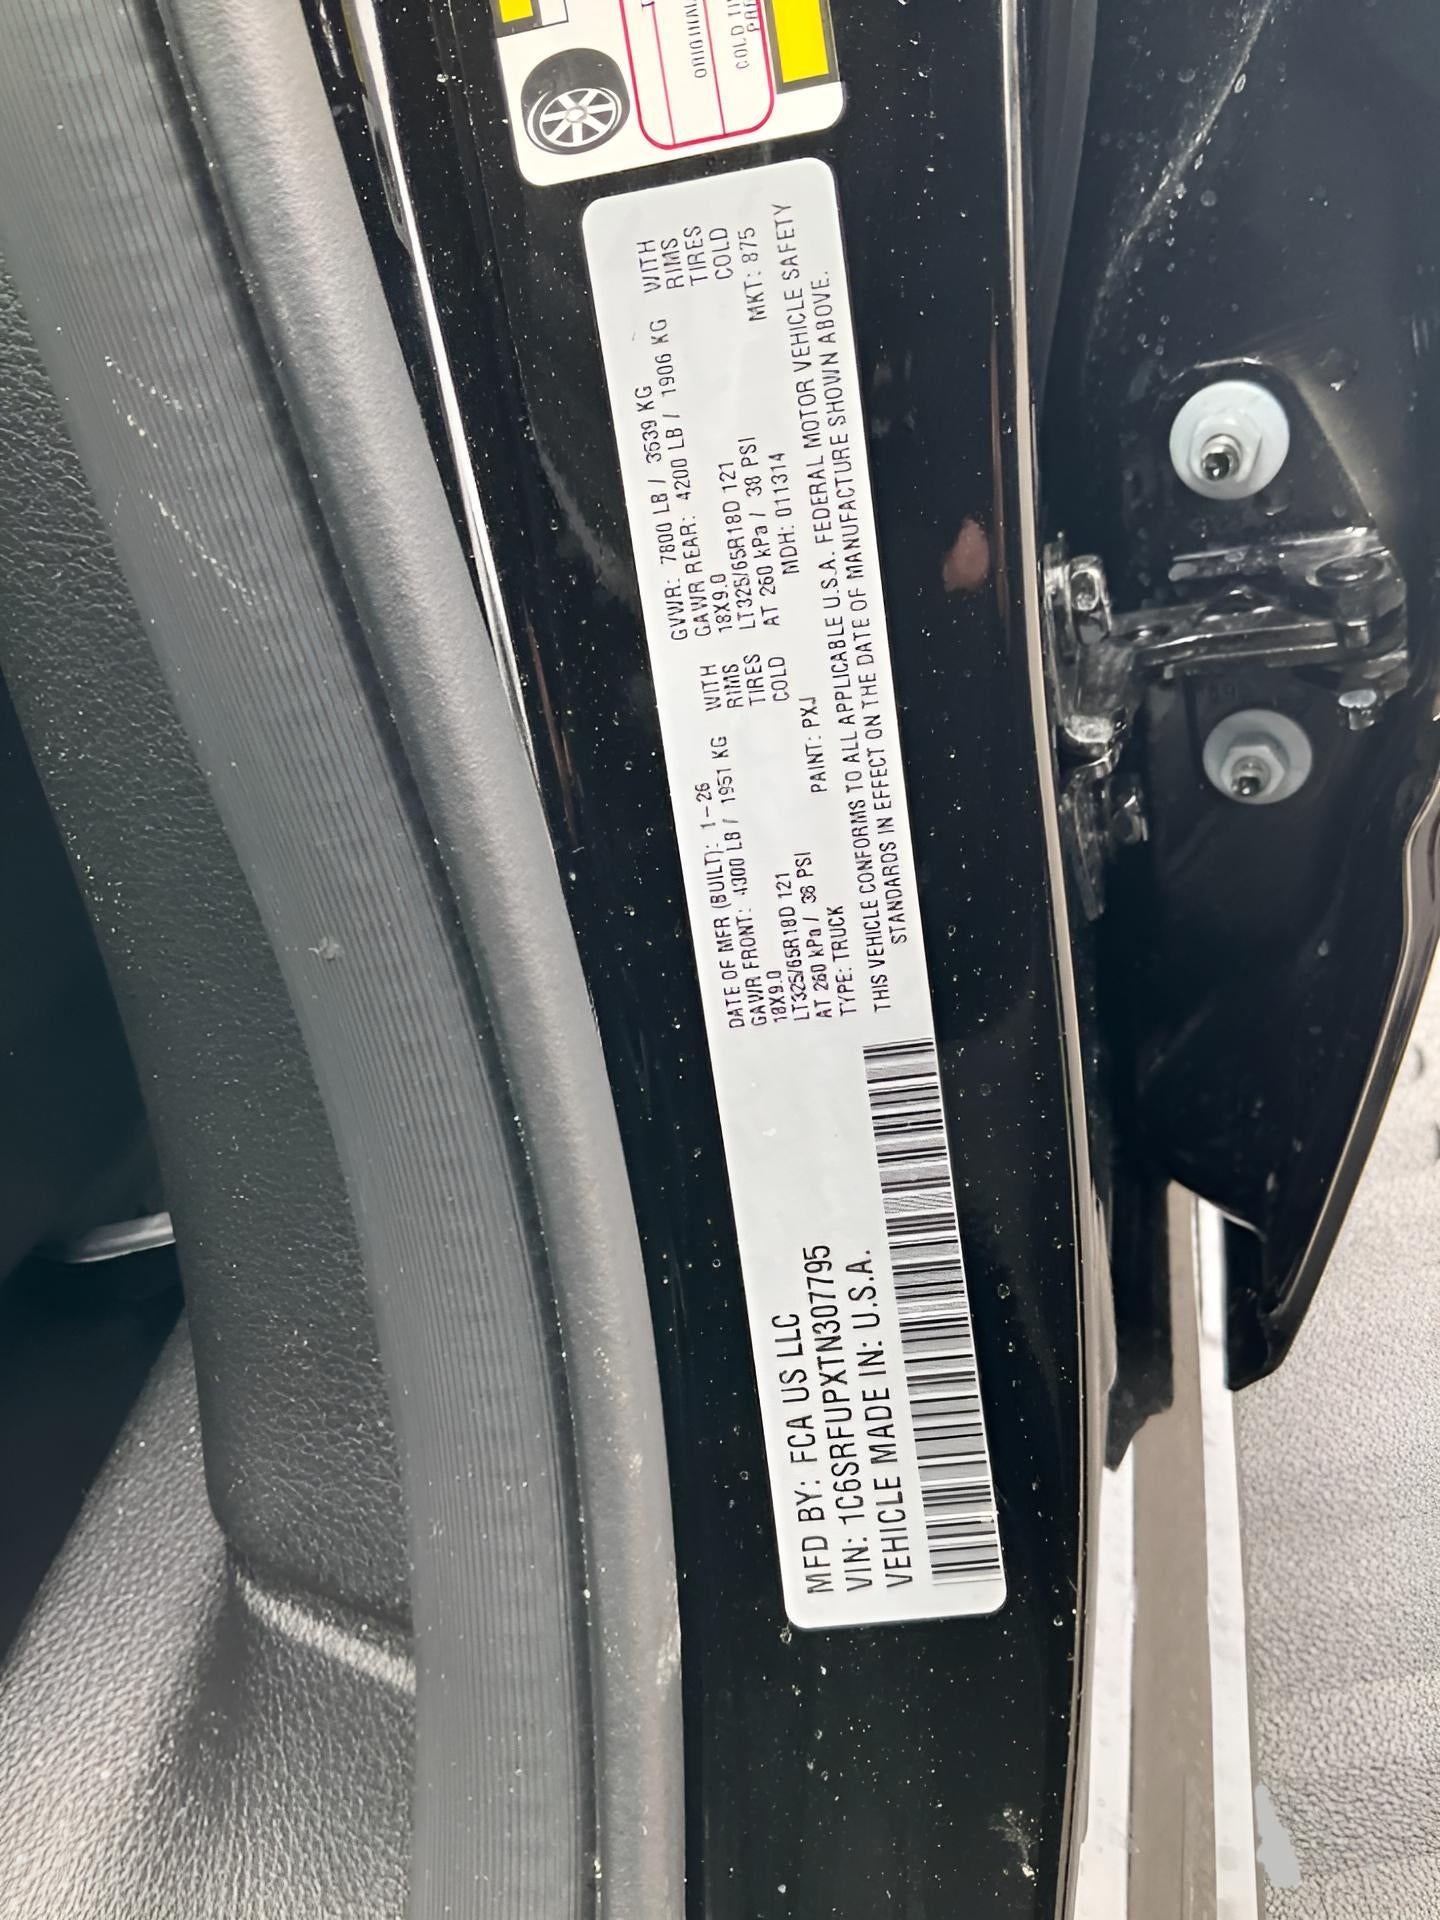 ORIGINAL
COLD
MFD BY: FCA US LLC
VIN: 1C6SRFUPXTN307795
VEHICLE MADE IN: U.S.A.
DATE OF MFR (BUILT): 1-26
GAWR FRONT: 4300 LB / 1951 KG WITH
18X9.0 RIMS
LT325/65R18D 121 TIRES
AT 260 kPa / 38 PSI COLD
TYPE: TRUCK PAINT: PXJ
GVWR: 7800 LB / 3539 KG
GAWR REAR: 4200 LB / 1906 KG WITH
18X9.0 RIMS
LT325/65R18D 121 TIRES
AT 260 kPa / 38 PSI COLD
MDH: 011314 MKT: 875
THIS VEHICLE CONFORMS TO ALL APPLICABLE U.S.A. FEDERAL MOTOR VEHICLE SAFETY
STANDARDS IN EFFECT ON THE DATE OF MANUFACTURE SHOWN ABOVE.